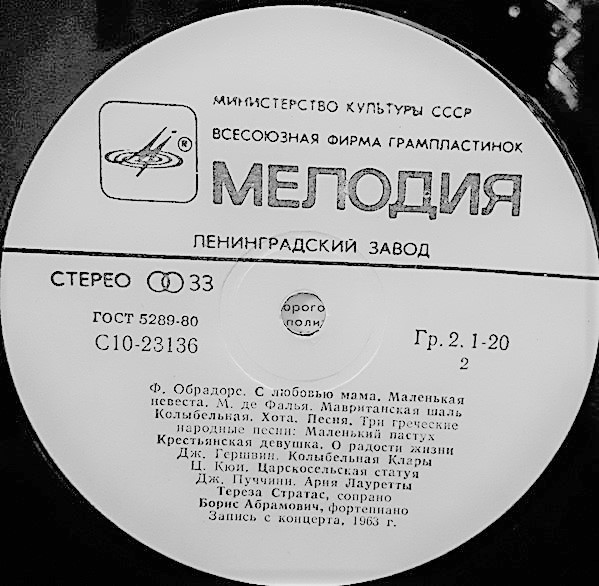 МИНИСТЕРСТВО КУЛЬТУРЫ СССР
ВСЕСОЮЗНАЯ ФИРМА ГРАМПЛАСТИНОК
®
МЕЛОДИЯ
ЛЕНИНГРАДСКИЙ ЗАВОД
СТЕРЕО 33
ГОСТ 5289-80
С10-23136
орого
поли
Гр. 2. 1-20
2
Ф. Обрадорс. С любовью мама. Маленькая
невеста. М. де Фалья. Мавританская шаль
Колыбельная. Хота. Песня. Три греческие
народные песни: Маленький пастух
Крестьянская девушка. О радости жизни
Дж. Гершвин. Колыбельная Клары
Ц. Кюи. Царскосельская статуя
Дж. Пуччини. Ария Лауретты
Тереза Стратас, сопрано
Борис Абрамович, фортепиано
Запись с концерта, 1963 г.